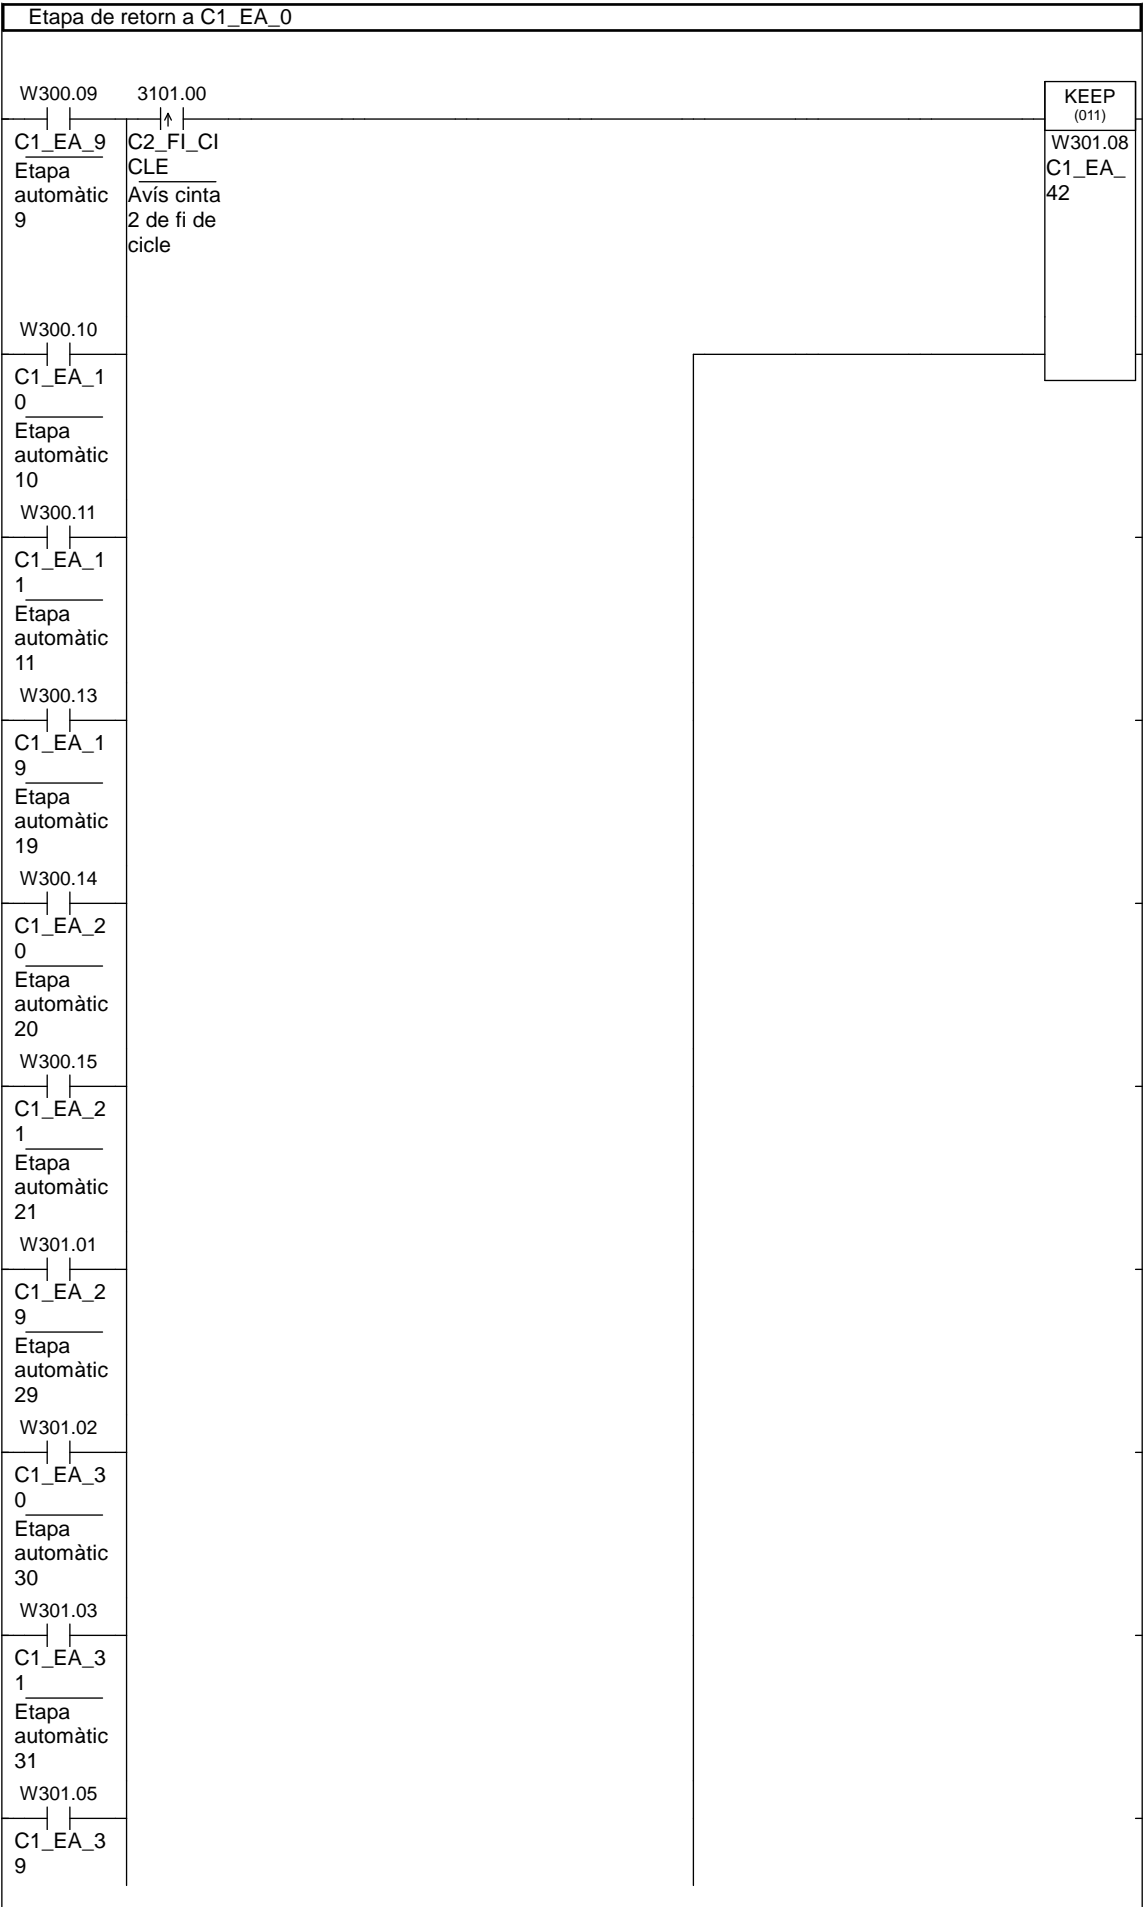 Etapa de retorn a C1_EA_0
W300.09
C1_EA_9
Etapa
automàtic
9
3101.00
C2_FI_CI
CLE
Avís cinta
2 de fi de
cicle
KEEP
(011)
W301.08
C1_EA_
42
W300.10
C1_EA_1
0
Etapa
automàtic
10
W300.11
C1_EA_1
1
Etapa
automàtic
11
W300.13
C1_EA_1
9
Etapa
automàtic
19
W300.14
C1_EA_2
0
Etapa
automàtic
20
W300.15
C1_EA_2
1
Etapa
automàtic
21
W301.01
C1_EA_2
9
Etapa
automàtic
29
W301.02
C1_EA_3
0
Etapa
automàtic
30
W301.03
C1_EA_3
1
Etapa
automàtic
31
W301.05
C1_EA_3
9